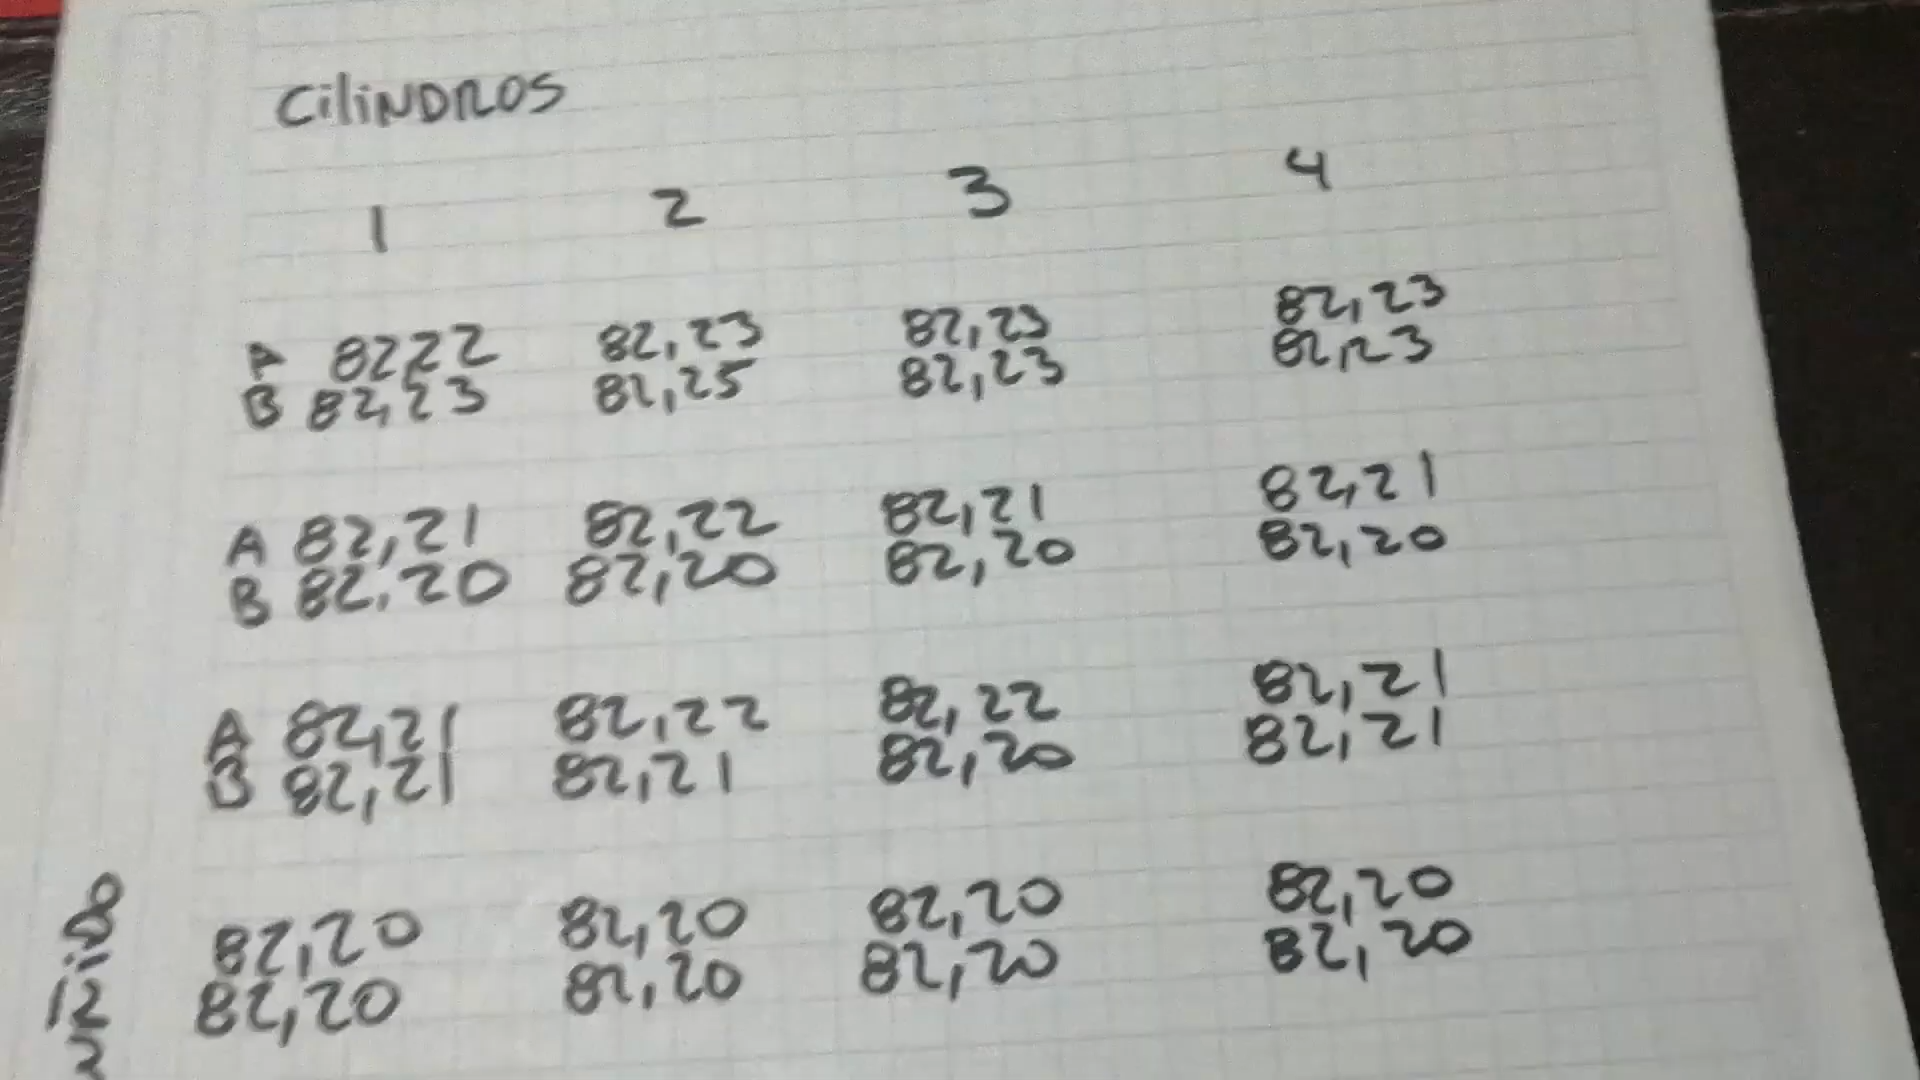 CiliNDROS
1 2 3 4
A 82,22 82,23 82,23 82,23
B 82,23 82,25 82,23 82,23
A 82,21 82,22 82,21 82,21
B 82,20 82,20 82,20 82,20
A 82,21 82,22 82,22 82,21
B 82,21 82,21 82,20 82,21
82,20 82,20 82,20 82,20
82,20 82,20 82,20 82,20